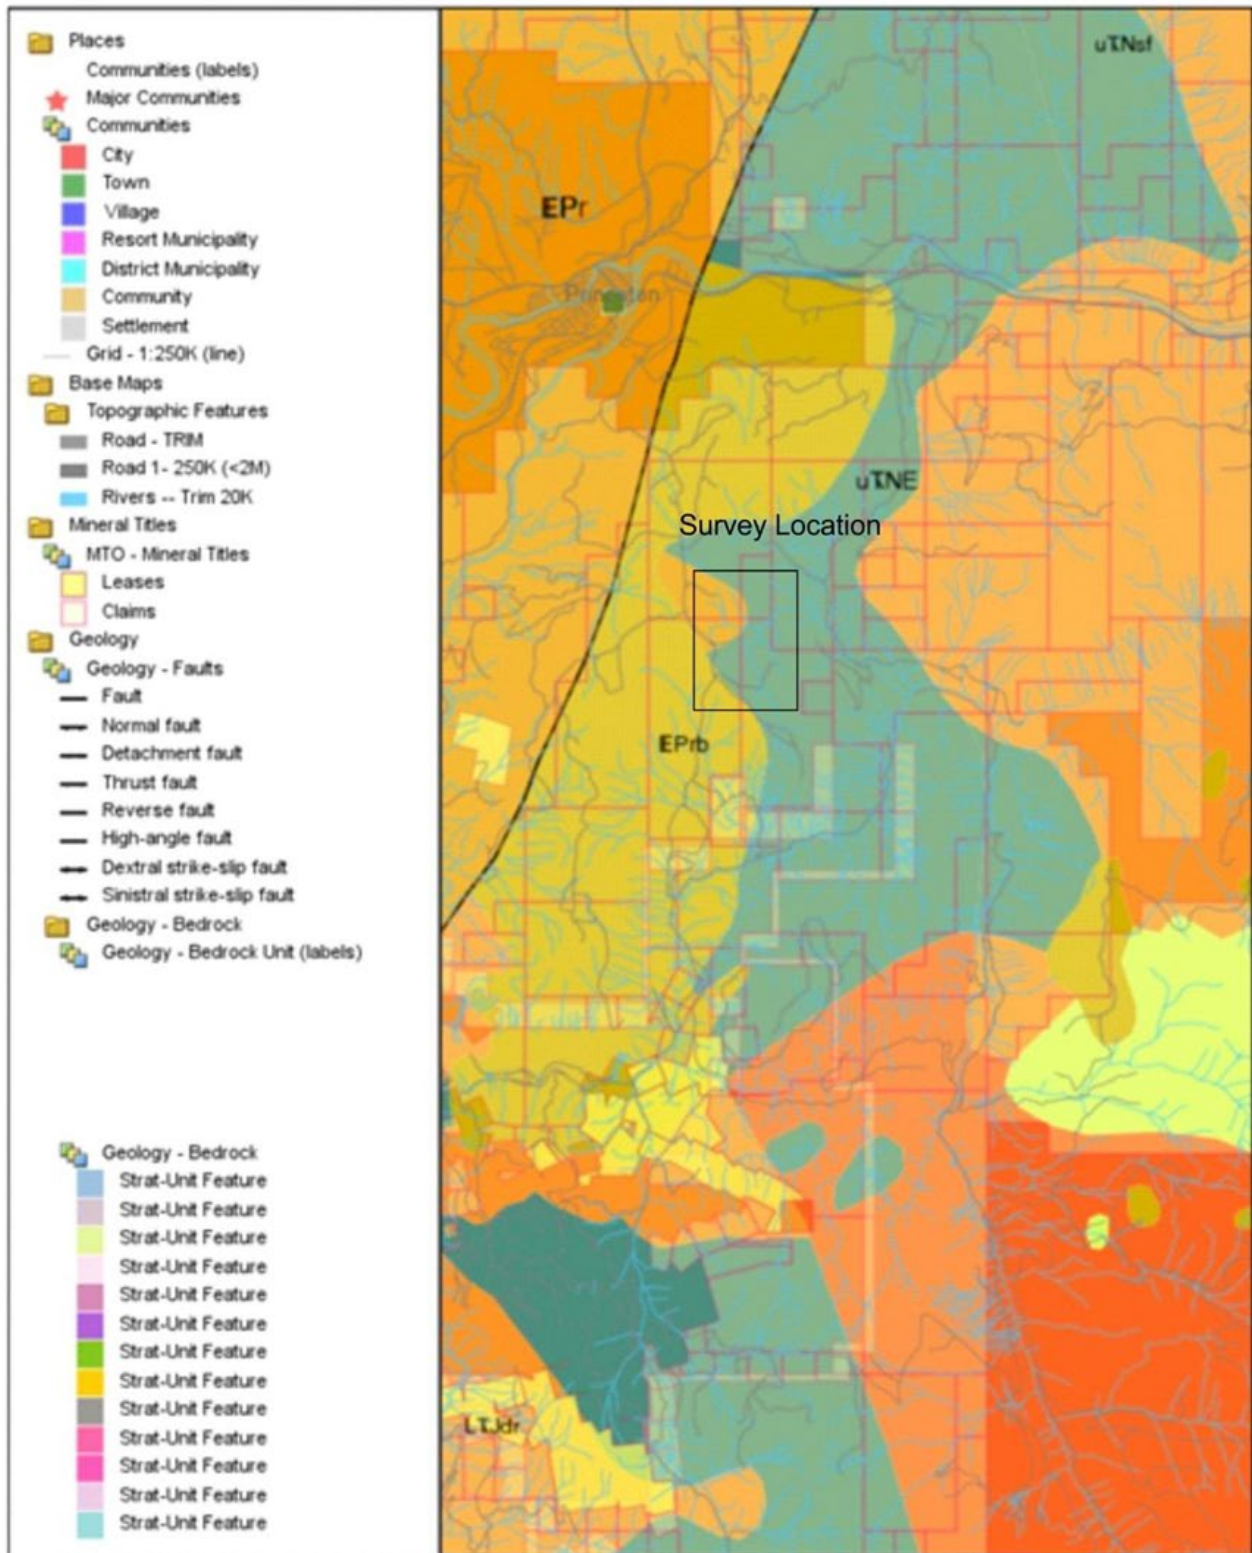 Places
Communities (labels)
Major Communities
Communities
City
Town
Village
Resort Municipality
District Municipality
Community
Settlement
Grid - 1:250K (line)
Base Maps
Topographic Features
Road - TRIM
Road 1- 250K (<2M)
Rivers -- Trim 20K
Mineral Titles
MTO - Mineral Titles
Leases
Claims
Geology
Geology - Faults
Fault
Normal fault
Detachment fault
Thrust fault
Reverse fault
High-angle fault
Dextral strike-slip fault
Sinistral strike-slip fault
Geology - Bedrock
Geology - Bedrock Unit (labels)
Geology - Bedrock
Strat-Unit Feature
Strat-Unit Feature
Strat-Unit Feature
Strat-Unit Feature
Strat-Unit Feature
Strat-Unit Feature
Strat-Unit Feature
Strat-Unit Feature
Strat-Unit Feature
Strat-Unit Feature
Strat-Unit Feature
Strat-Unit Feature
Strat-Unit Feature
uTNsf
EPr
Princeton
uTNE
Survey Location
EPrb
LTJdr